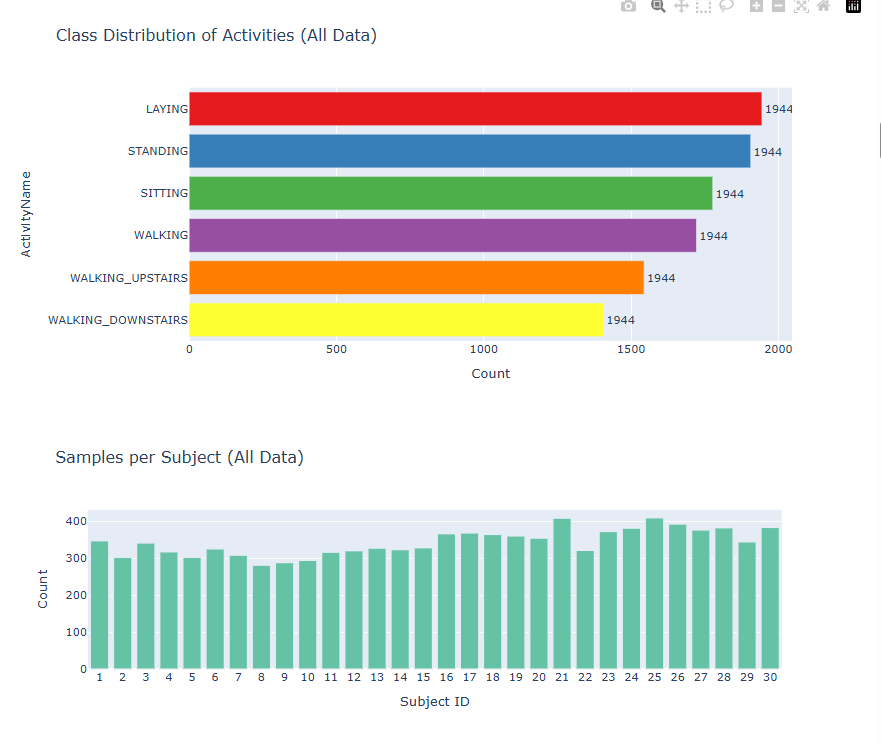 Class Distribution of Activities (All Data)
LAYING 1944
STANDING 1944
SITTING 1944
WALKING 1944
WALKING_UPSTAIRS 1944
WALKING_DOWNSTAIRS 1944
ActivityName
0 500 1000 1500 2000
Count
Samples per Subject (All Data)
400
300
200
100
0
Count
1 2 3 4 5 6 7 8 9 10 11 12 13 14 15 16 17 18 19 20 21 22 23 24 25 26 27 28 29 30
Subject ID